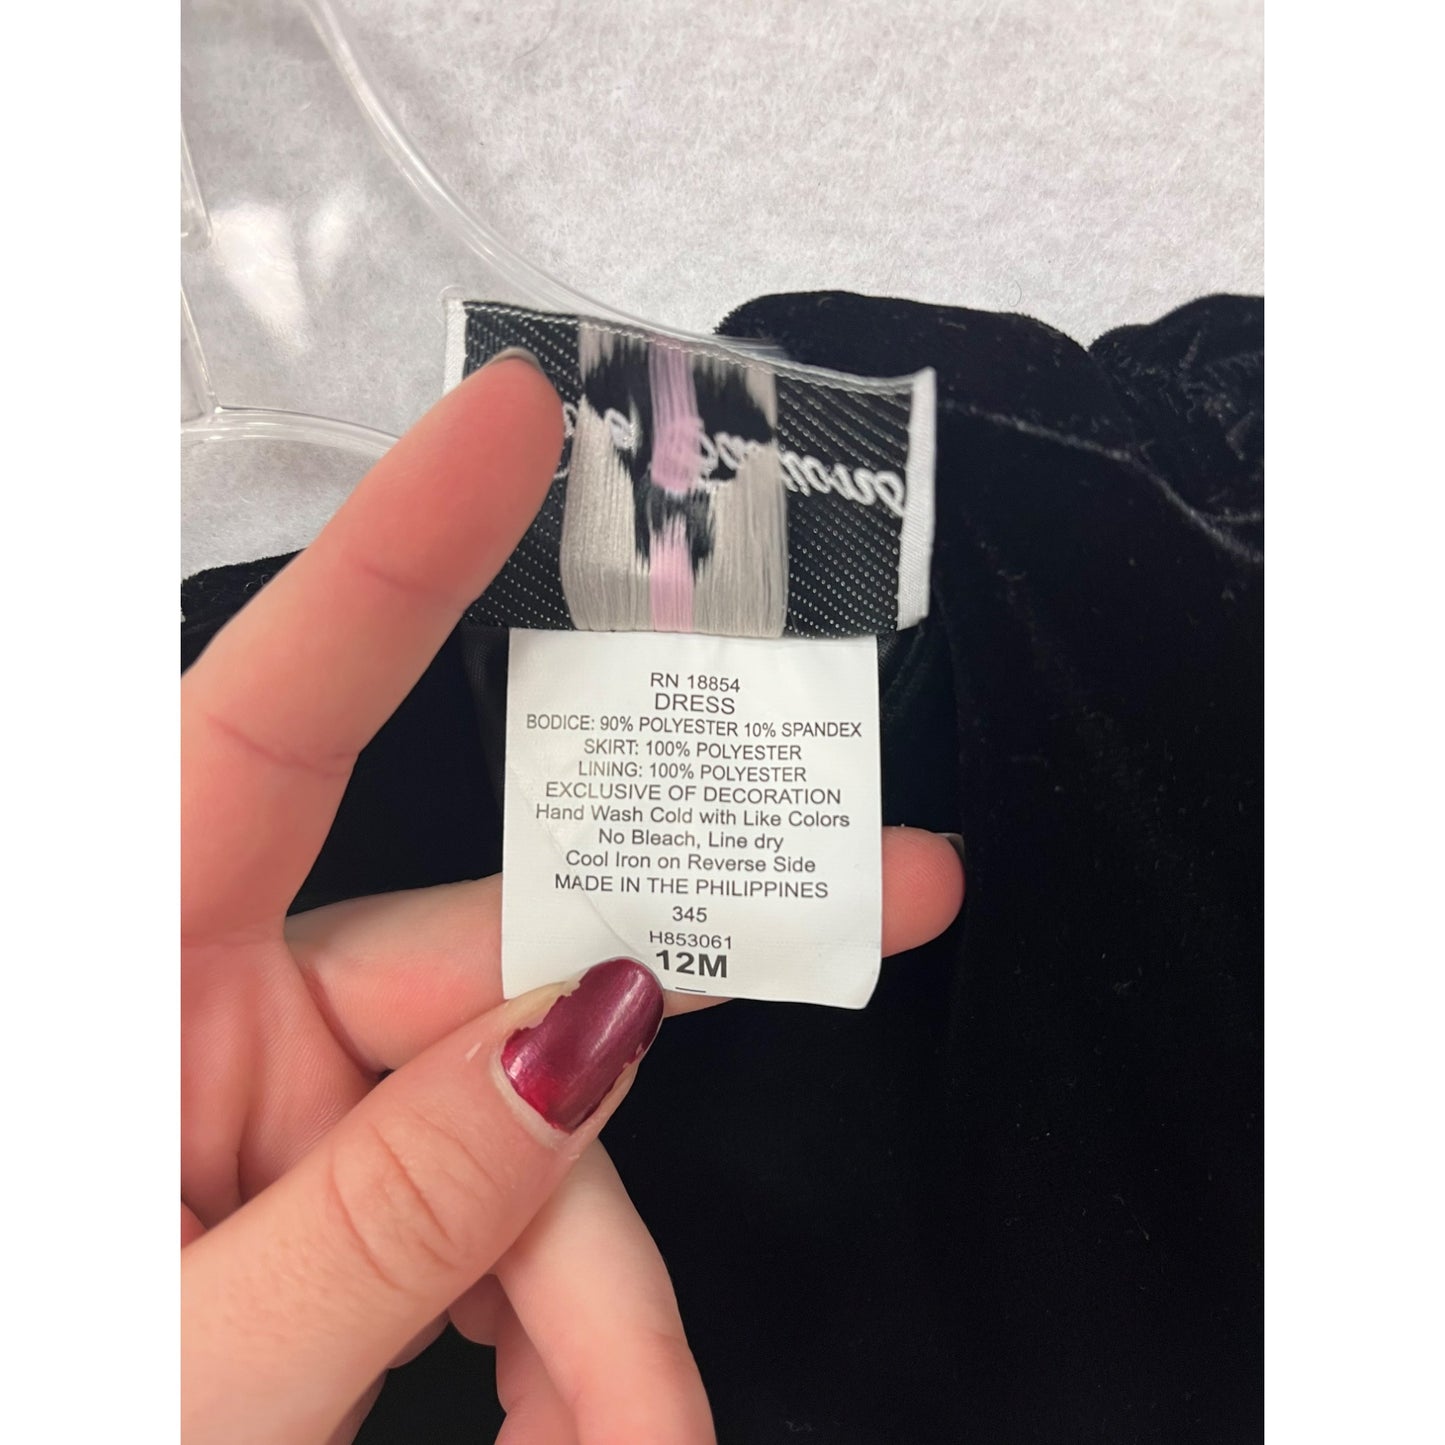 RN 18854
DRESS
BODICE: 90% POLYESTER 10% SPANDEX
SKIRT: 100% POLYESTER
LINING: 100% POLYESTER
EXCLUSIVE OF DECORATION
Hand Wash Cold with Like Colors
No Bleach, Line dry
Cool Iron on Reverse Side
MADE IN THE PHILIPPINES
345
H853061
12M